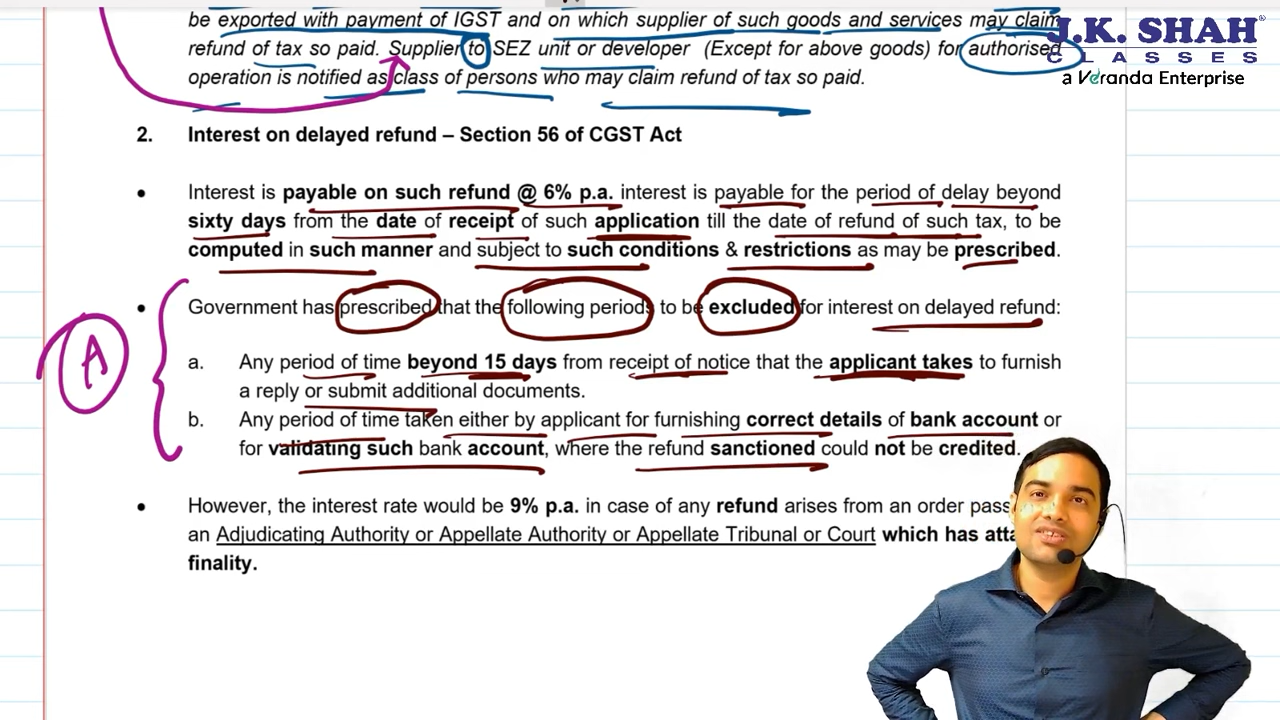 be exported with payment of IGST and on which supplier of such goods and services may claim
refund of tax so paid. Supplier to SEZ unit or developer (Except for above goods) for authorised
operation is notified as class of persons who may claim refund of tax so paid.
J.K. SHAH®
CLASSES
a Veranda Enterprise
2. Interest on delayed refund – Section 56 of CGST Act
• Interest is payable on such refund @ 6% p.a. interest is payable for the period of delay beyond
sixty days from the date of receipt of such application till the date of refund of such tax, to be
computed in such manner and subject to such conditions & restrictions as may be prescribed.
• Government has prescribed that the following periods to be excluded for interest on delayed refund:
A
a. Any period of time beyond 15 days from receipt of notice that the applicant takes to furnish
a reply or submit additional documents.
b. Any period of time taken either by applicant for furnishing correct details of bank account or
for validating such bank account, where the refund sanctioned could not be credited.
• However, the interest rate would be 9% p.a. in case of any refund arises from an order
an Adjudicating Authority or Appellate Authority or Appellate Tribunal or Court which has
finality.